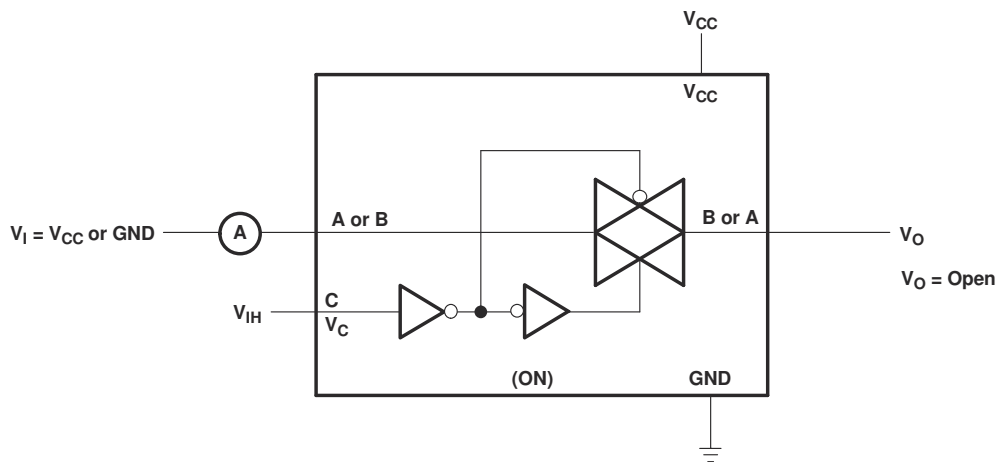 VCC
VCC
A or B
B or A
VI = VCC or GND
A
VO
VO = Open
VIH
C
VC
(ON)
GND